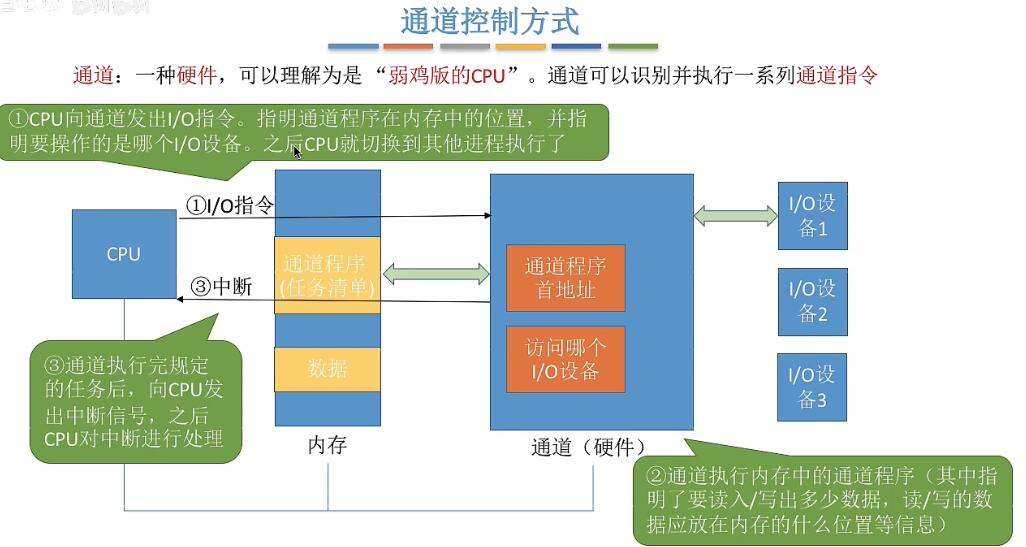 通道控制方式
通道：一种硬件，可以理解为是“弱鸡版的CPU”。通道可以识别并执行一系列通道指令
①CPU向通道发出I/O指令。指明通道程序在内存中的位置，并指
明要操作的是哪个I/O设备。之后CPU就切换到其他进程执行了
①I/O指令
CPU
通道程序
(任务清单)
③中断
数据
内存
通道程序
首地址
访问哪个
I/O设备
通道（硬件）
I/O设
备1
I/O设
备2
I/O设
备3
③通道执行完规定
的任务后，向CPU发
出中断信号，之后
CPU对中断进行处理
②通道执行内存中的通道程序（其中指
明了要读入/写出多少数据，读/写的数
据应放在内存的什么位置等信息）